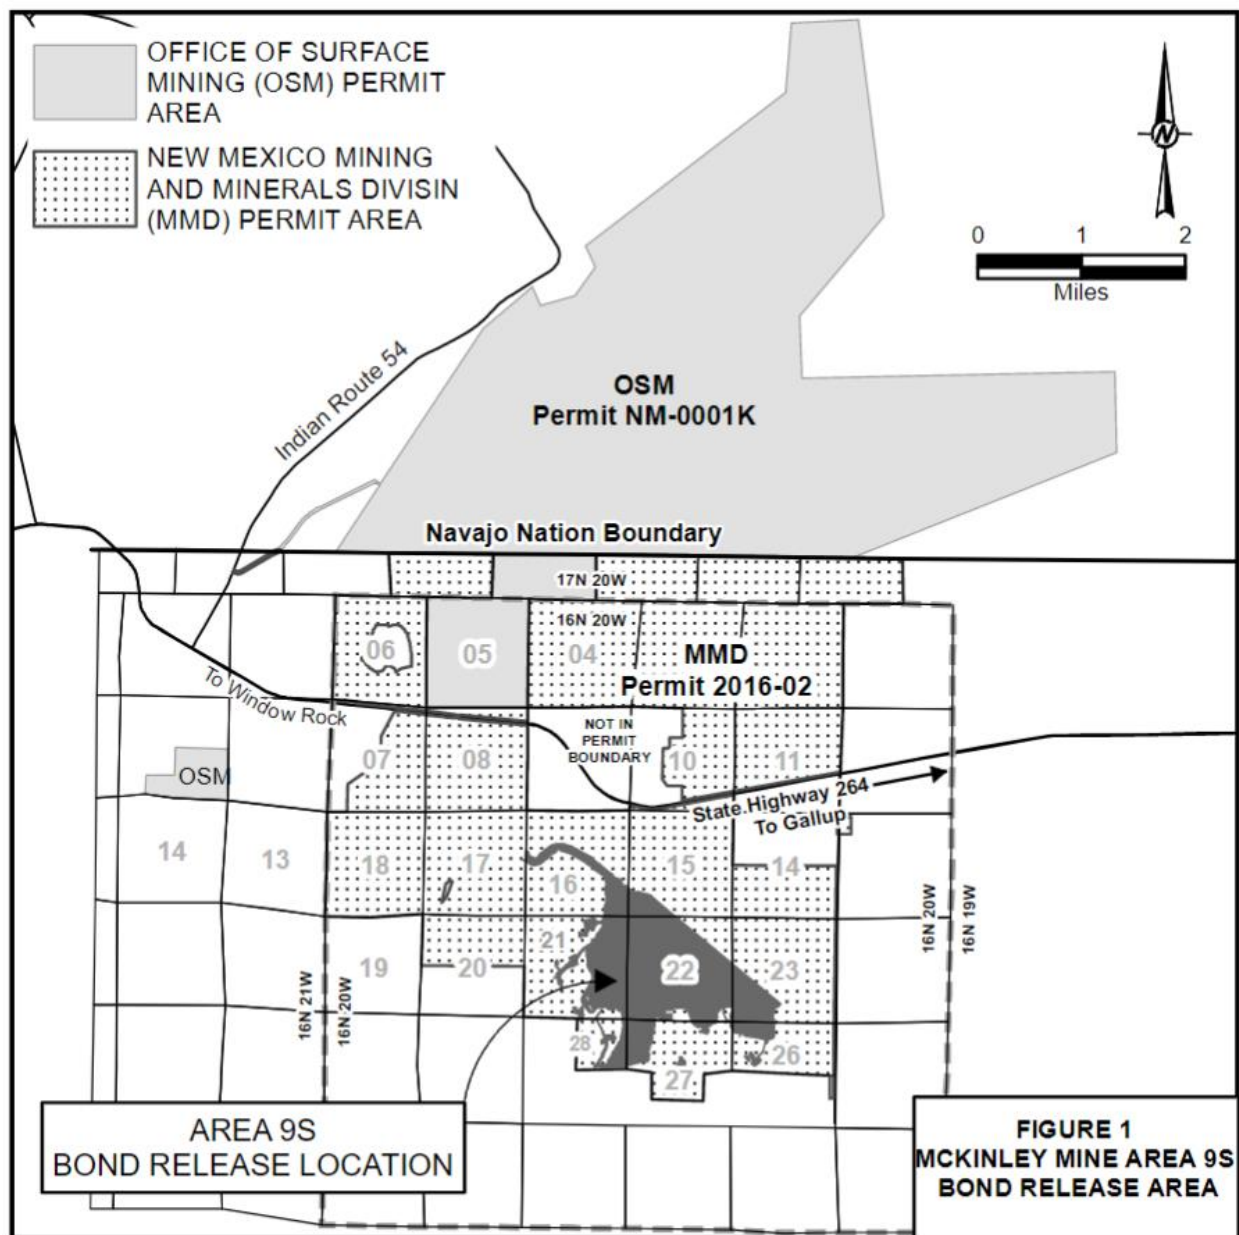 OFFICE OF SURFACE
MINING (OSM) PERMIT
AREA
NEW MEXICO MINING
AND MINERALS DIVISIN
(MMD) PERMIT AREA
N
0 1 2
Miles
Indian Route 54
OSM
Permit NM-0001K
Navajo Nation Boundary
17N 20W
16N 20W
06
05
04
MMD
Permit 2016-02
To Window Rock
NOT IN
PERMIT
BOUNDARY
OSM
07
08
10
11
State Highway 264
To Gallup
14
13
18
17
16
15
14
16N 20W
16N 19W
19
20
21
22
23
16N 21W
16N 20W
28
27
26
AREA 9S
BOND RELEASE LOCATION
FIGURE 1
MCKINLEY MINE AREA 9S
BOND RELEASE AREA